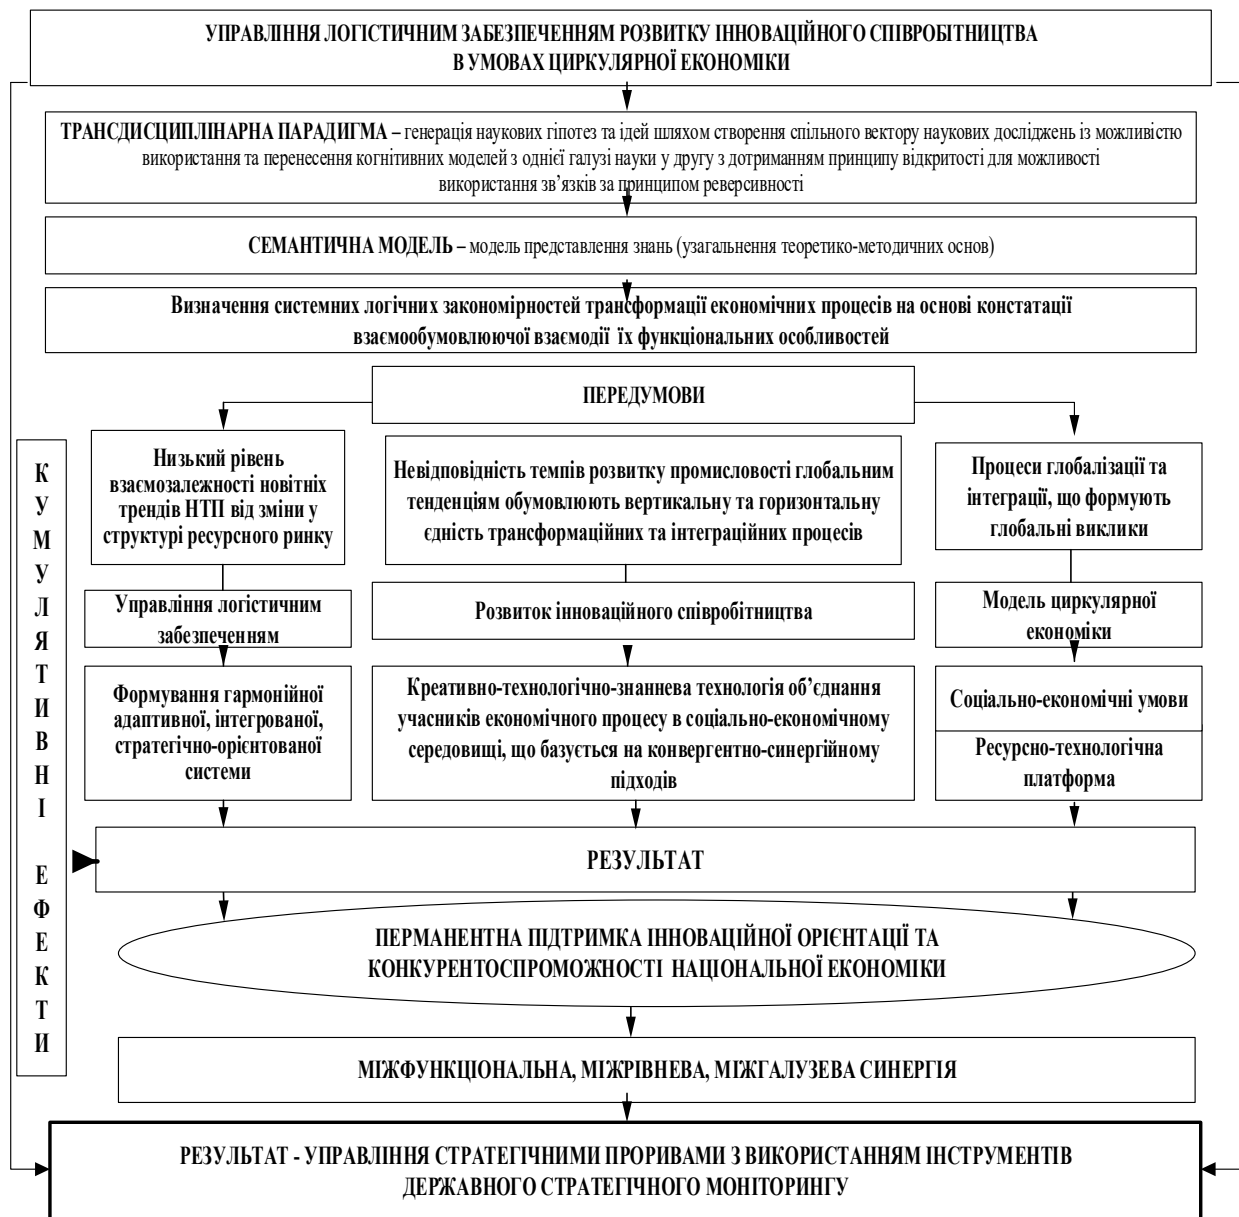 УПРАВЛІННЯ ЛОГІСТИЧНИМ ЗАБЕЗПЕЧЕННЯМ РОЗВИТКУ ІННОВАЦІЙНОГО СПІВРОБІТНИЦТВА
В УМОВАХ ЦИРКУЛЯРНОЇ ЕКОНОМІКИ
ТРАНСДИСЦИПЛІНАРНА ПАРАДИГМА – генерація наукових гіпотез та ідей шляхом створення спільного вектору наукових досліджень із можливістю
використання та перенесення когнітивних моделей з однієї галузі науки у другу з дотриманням принципу відкритості для можливості
використання зв’язків за принципом реверсивності
СЕМАНТИЧНА МОДЕЛЬ – модель представлення знань (узагальнення теоретико-методичних основ)
Визначення системних логічних закономірностей трансформації економічних процесів на основі констатації
взаємообумовлюючої взаємодії їх функціональних особливостей
ПЕРЕДУМОВИ
КУМУЛЯТИВНІ ЕФЕКТИ
Низький рівень
взаємозалежності новітніх
трендів НТП від зміни у
структурі ресурсного ринку
Невідповідність темпів розвитку промисловості глобальним
тенденціям обумовлюють вертикальну та горизонтальну
єдність трансформаційних та інтеграційних процесів
Процеси глобалізації та
інтеграції, що формують
глобальні виклики
Управління логістичним
забезпеченням
Розвиток інноваційного співробітництва
Модель циркулярної
економіки
Формування гармонійної
адаптивної, інтегрованої,
стратегічно-орієнтованої
системи
Креативно-технологічно-знаннева технологія об’єднання
учасників економічного процесу в соціально-економічному
середовищі, що базується на конвергентно-синергійному
підходів
Соціально-економічні умови
Ресурсно-технологічна
платформа
РЕЗУЛЬТАТ
ПЕРМАНЕНТНА ПІДТРИМКА ІННОВАЦІЙНОЇ ОРІЄНТАЦІЇ ТА
КОНКУРЕНТОСПРОМОЖНОСТІ НАЦІОНАЛЬНОЇ ЕКОНОМІКИ
МІЖФУНКЦІОНАЛЬНА, МІЖРІВНЕВА, МІЖГАЛУЗЕВА СИНЕРГІЯ
РЕЗУЛЬТАТ - УПРАВЛІННЯ СТРАТЕГІЧНИМИ ПРОРИВАМИ З ВИКОРИСТАННЯМ ІНСТРУМЕНТІВ
ДЕРЖАВНОГО СТРАТЕГІЧНОГО МОНІТОРИНГУ